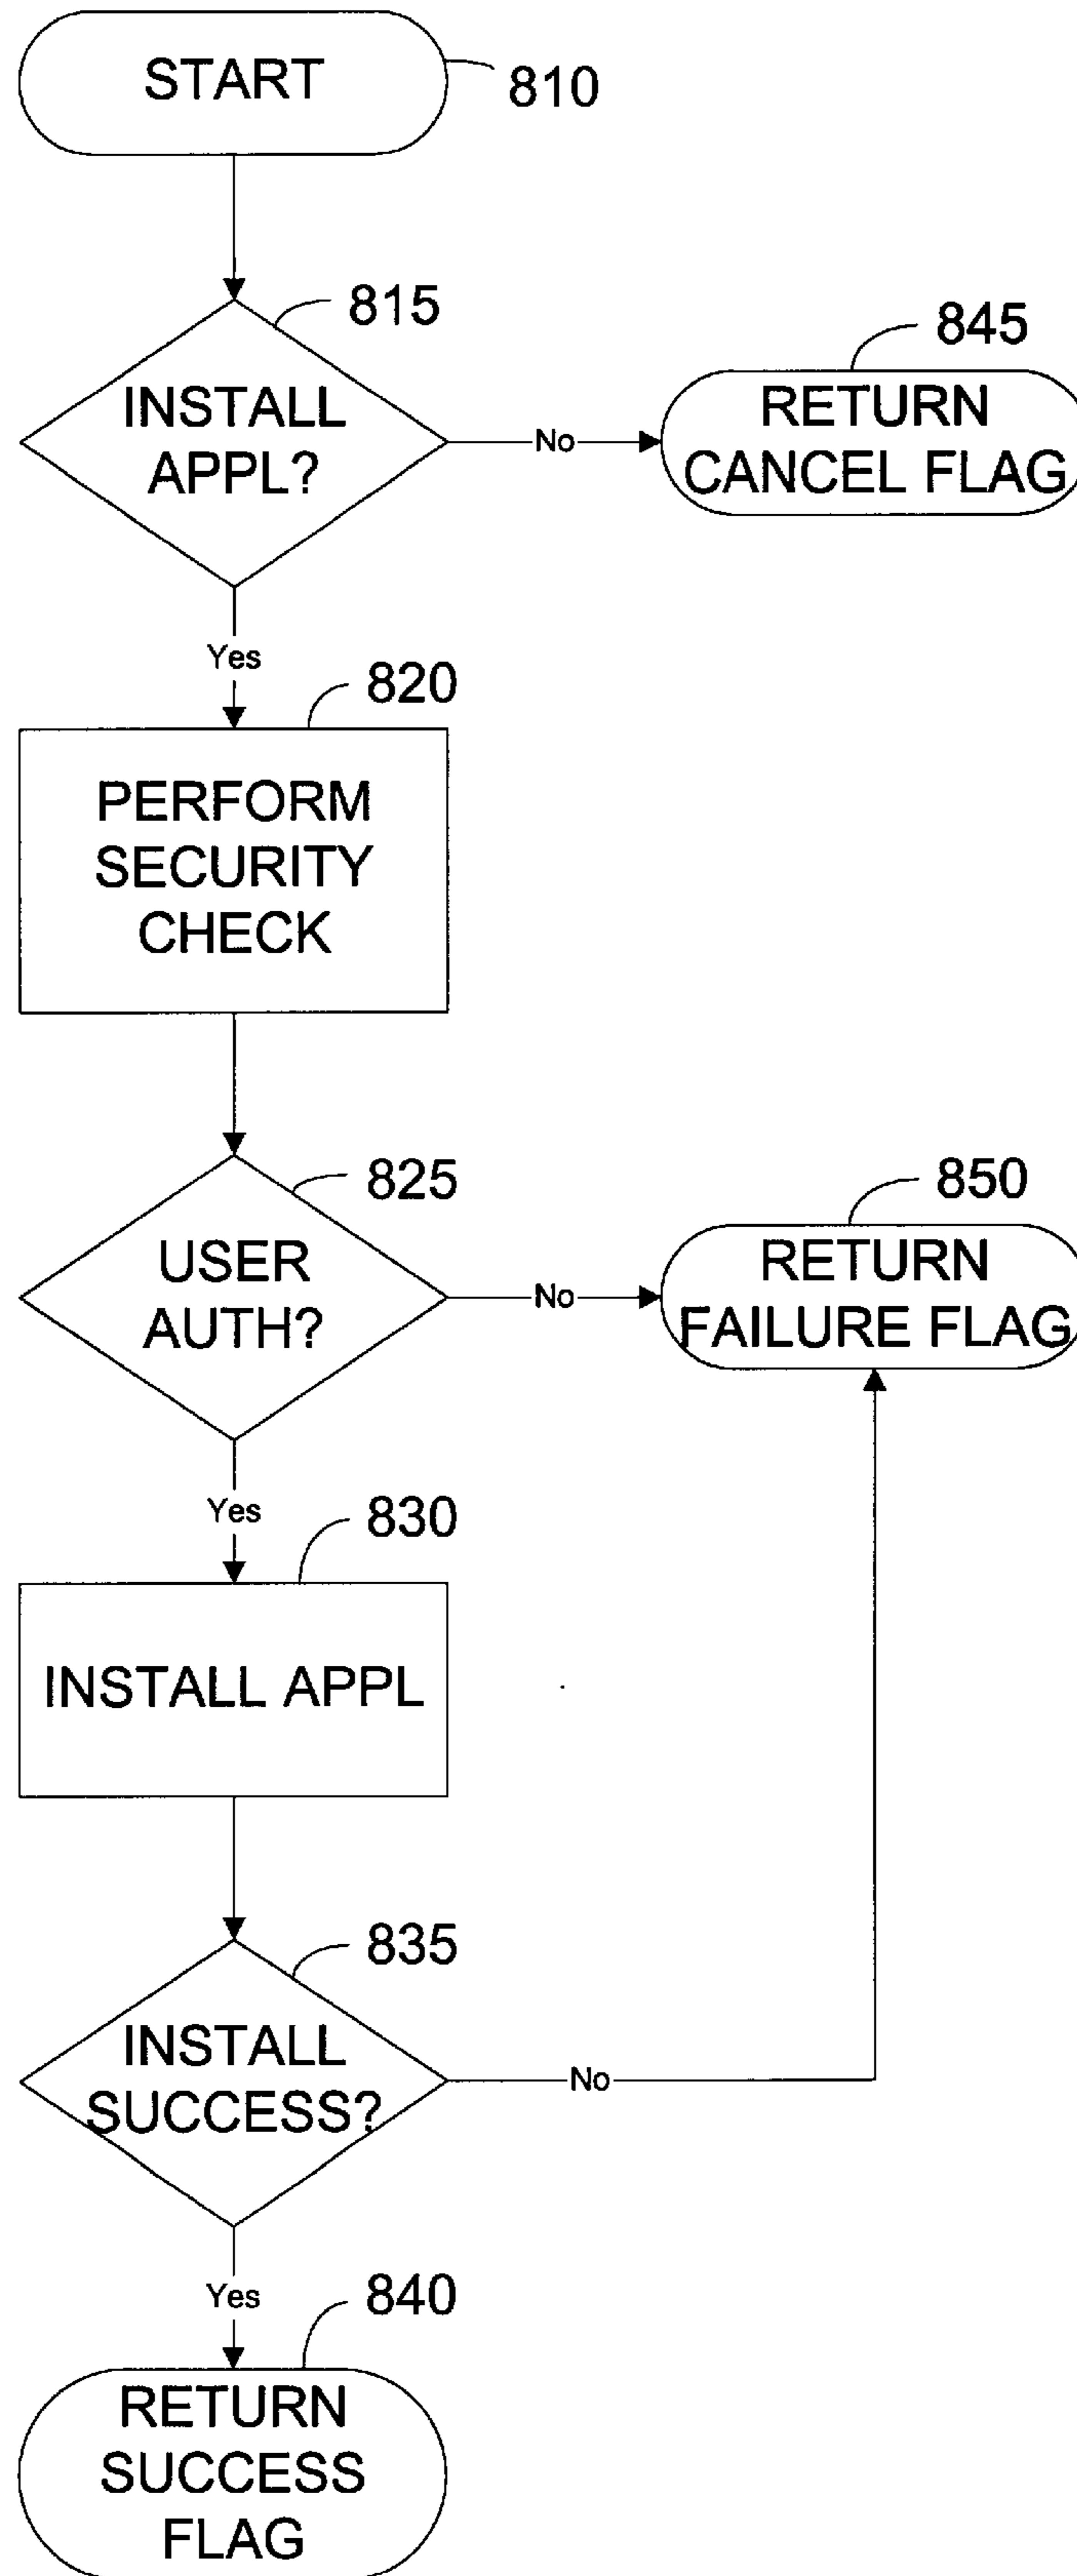 START
810
815
INSTALL
APPL?
No
845
RETURN
CANCEL FLAG
Yes
820
PERFORM
SECURITY
CHECK
825
USER
AUTH?
No
850
RETURN
FAILURE FLAG
Yes
830
INSTALL APPL
835
INSTALL
SUCCESS?
No
Yes
840
RETURN
SUCCESS
FLAG